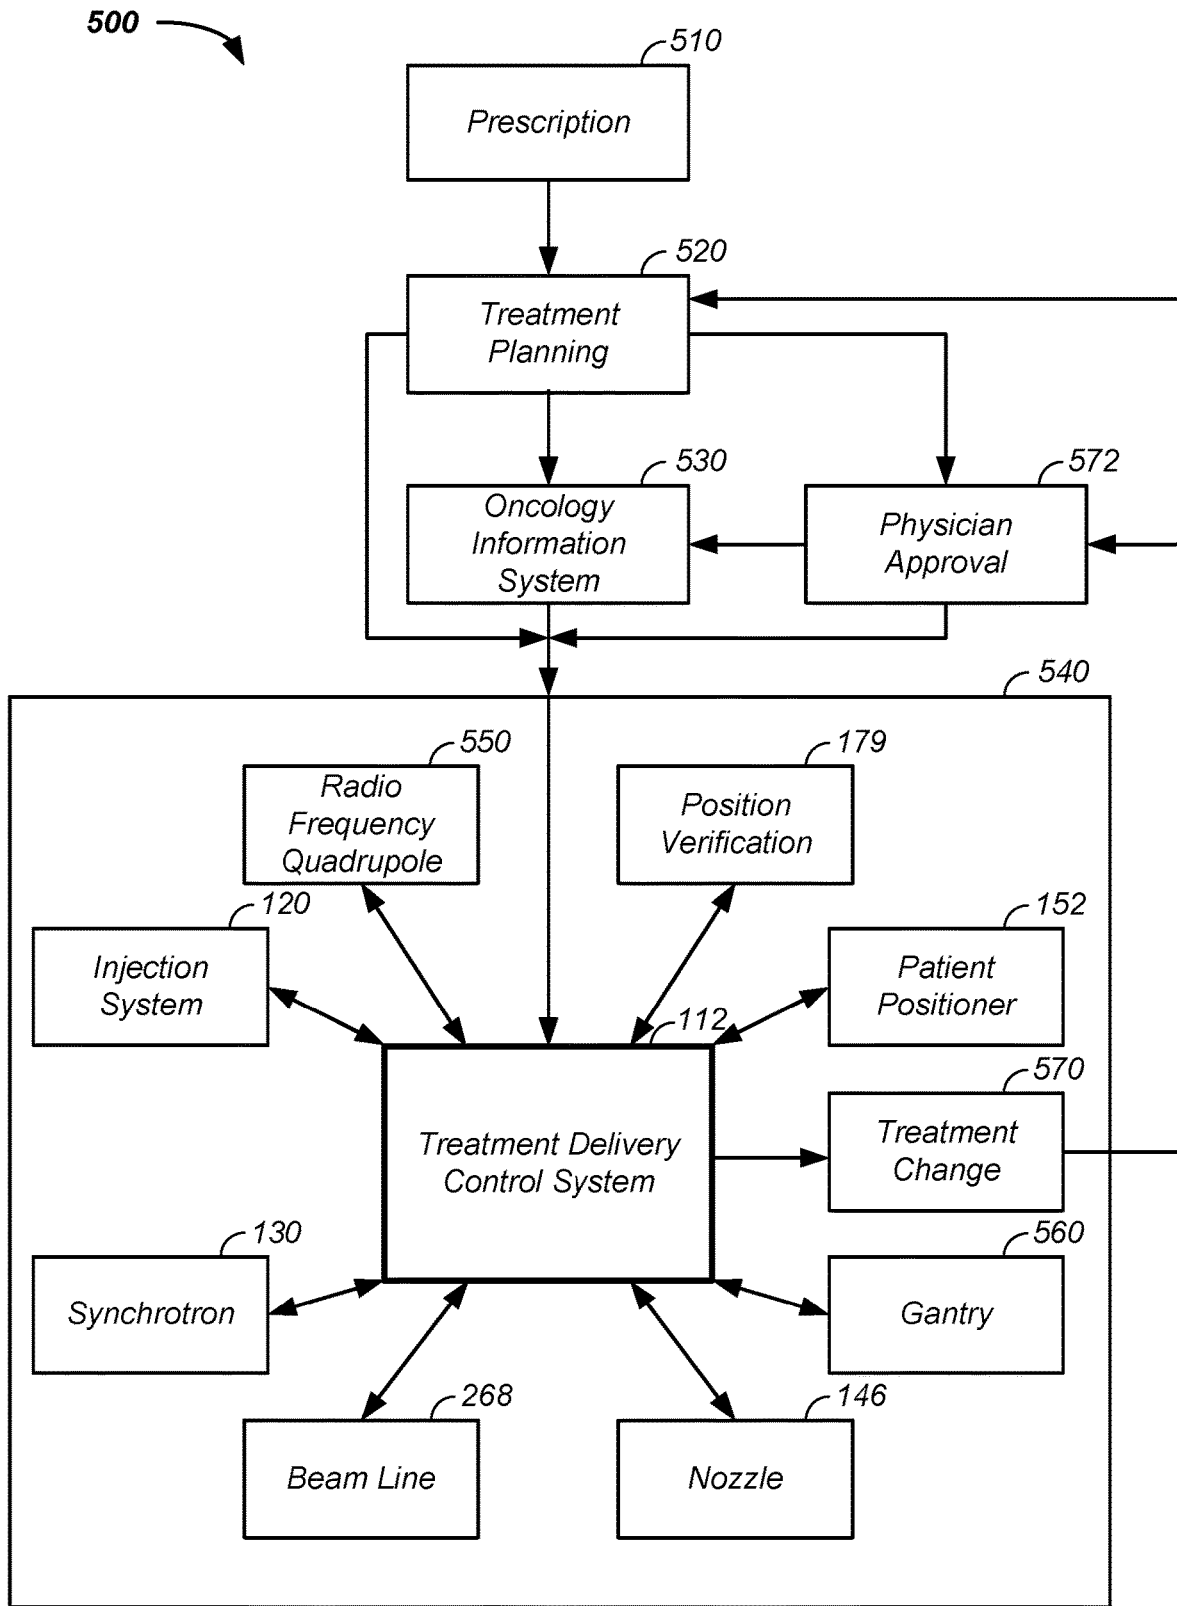 500
510
Prescription
520
Treatment
Planning
530
Oncology
Information
System
572
Physician
Approval
540
550
Radio
Frequency
Quadrupole
179
Position
Verification
120
Injection
System
152
Patient
Positioner
112
Treatment Delivery
Control System
570
Treatment
Change
130
Synchrotron
560
Gantry
268
Beam Line
146
Nozzle